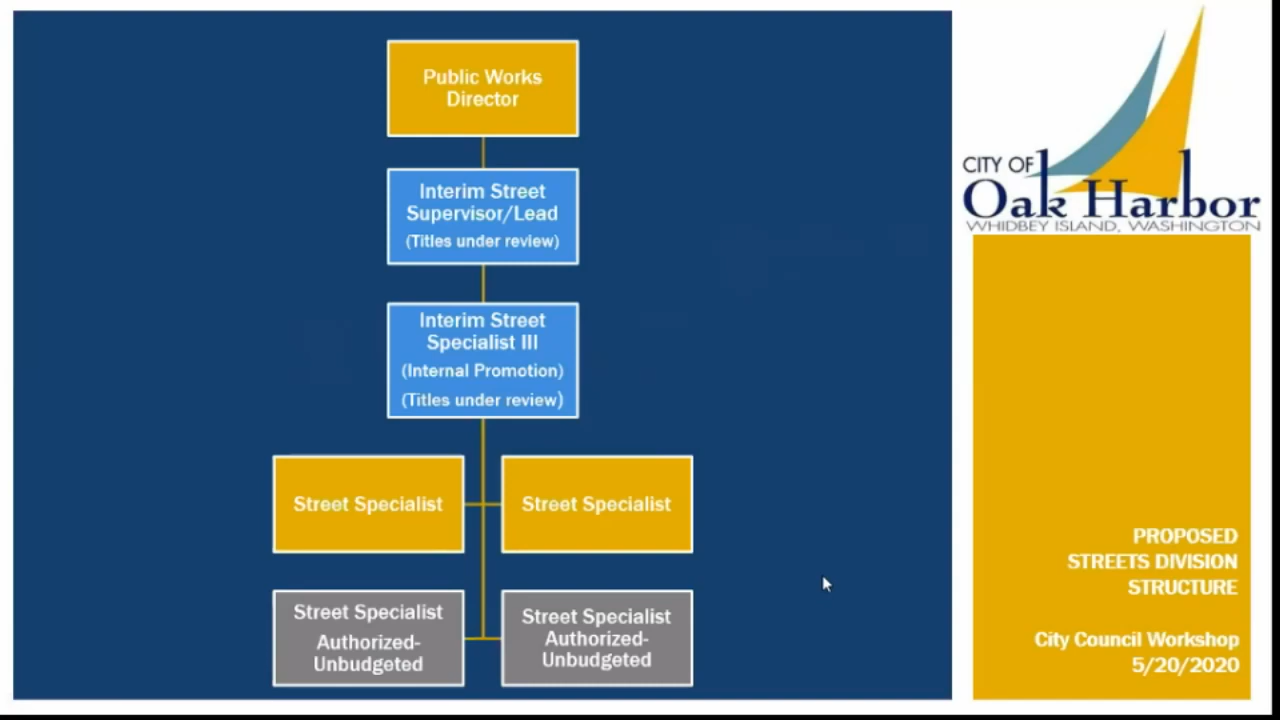 Public Works
Director
Interim Street
Supervisor/Lead
(Titles under review)
Interim Street
Specialist III
(Internal Promotion)
(Titles under review)
Street Specialist
Street Specialist
Street Specialist
Authorized-
Unbudgeted
Street Specialist
Authorized-
Unbudgeted
CITY OF
Oak Harbor
WHIDBEY ISLAND, WASHINGTON
PROPOSED
STREETS DIVISION
STRUCTURE
City Council Workshop
5/20/2020